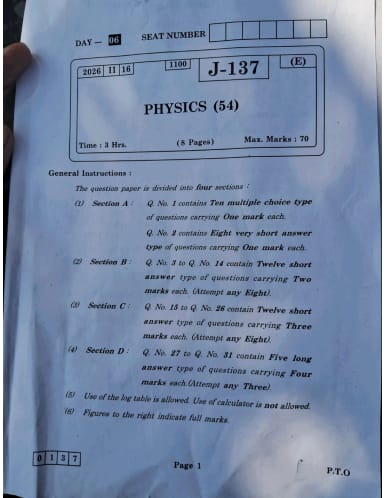 DAY — 06 SEAT NUMBER
2026 II 16 1100 J-137 (E)
PHYSICS (54)
Time : 3 Hrs. (8 Pages) Max. Marks : 70
General Instructions :
The question paper is divided into four sections :
(1) Section A : Q. No. 1 contains Ten multiple choice type
of questions carrying One mark each.
Q. No. 2 contains Eight very short answer
type of questions carrying One mark each.
(2) Section B : Q. No. 3 to Q. No. 14 contain Twelve short
answer type of questions carrying Two
marks each. (Attempt any Eight).
(3) Section C : Q. No. 15 to Q. No. 26 contain Twelve short
answer type of questions carrying Three
marks each. (Attempt any Eight).
(4) Section D : Q. No. 27 to Q. No. 31 contain Five long
answer type of questions carrying Four
marks each. (Attempt any Three).
(5) Use of the log table is allowed. Use of calculator is not allowed.
(6) Figures to the right indicate full marks.
0 1 3 7
Page 1
P.T.O